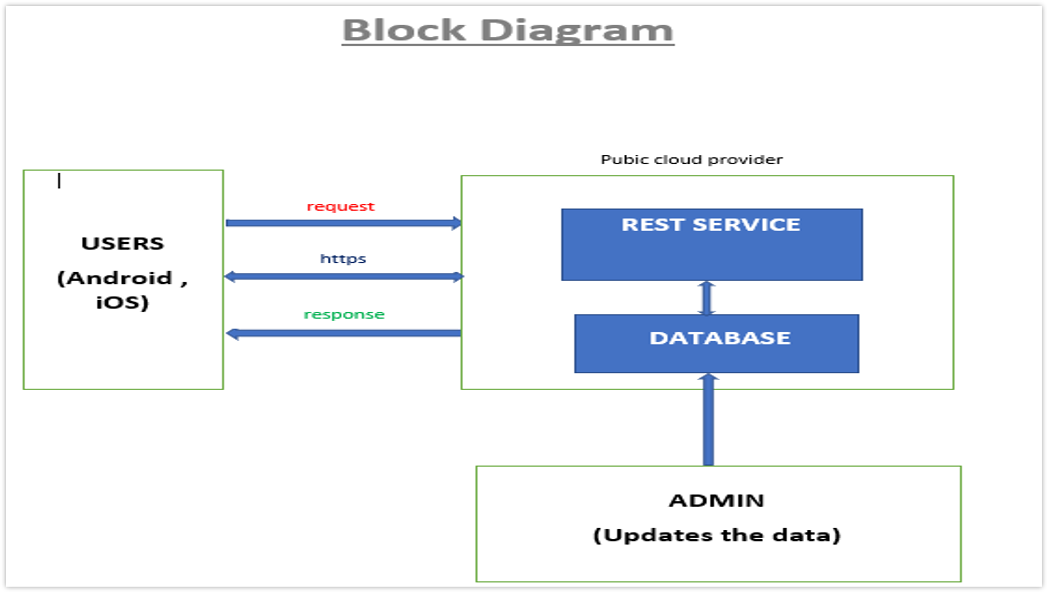 Block Diagram
Pubic cloud provider
request
REST SERVICE
USERS
https
(Android ,
iOS)
response
DATABASE
ADMIN
(Updates the data)